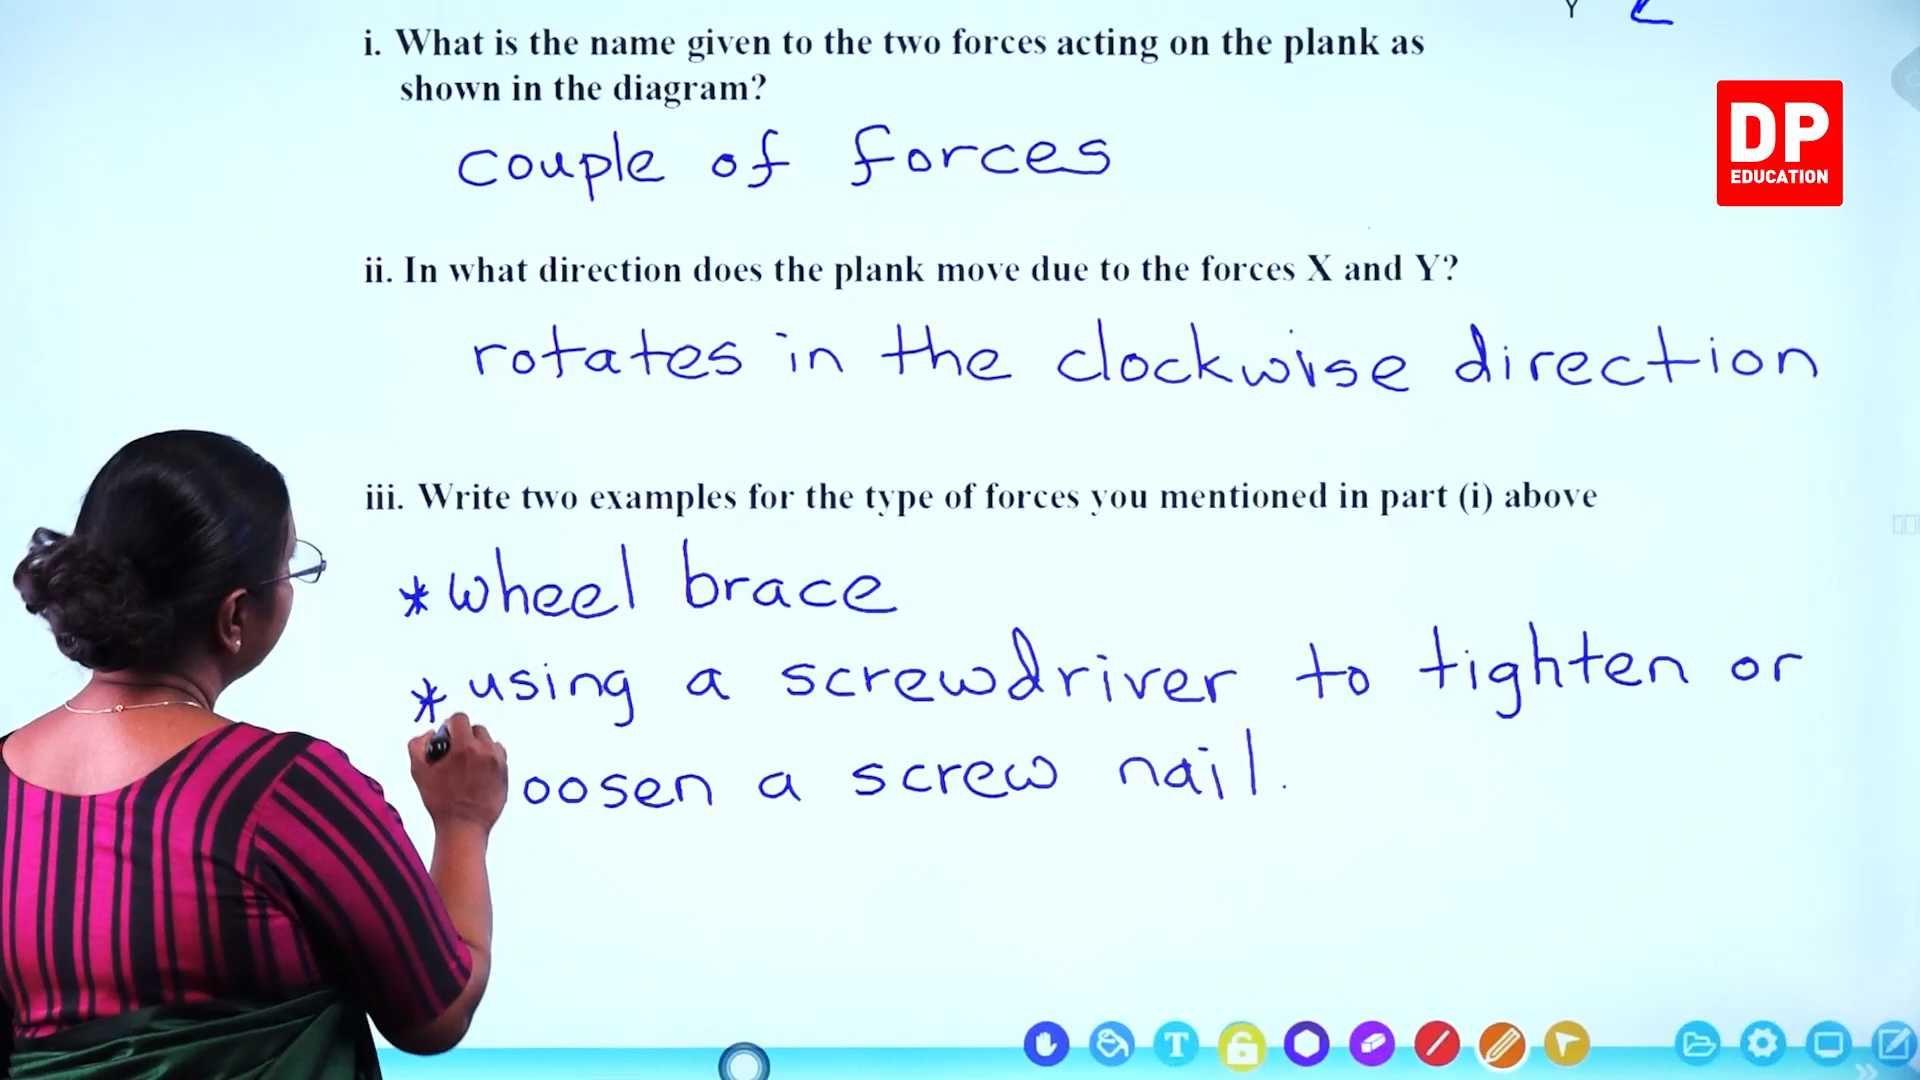 Y
i. What is the name given to the two forces acting on the plank as
shown in the diagram?
couple of forces
DP
EDUCATION
ii. In what direction does the plank move due to the forces X and Y?
rotates in the clockwise direction
iii. Write two examples for the type of forces you mentioned in part (i) above
* wheel brace
* using a screwdriver to tighten or
oosen a screw nail.
T